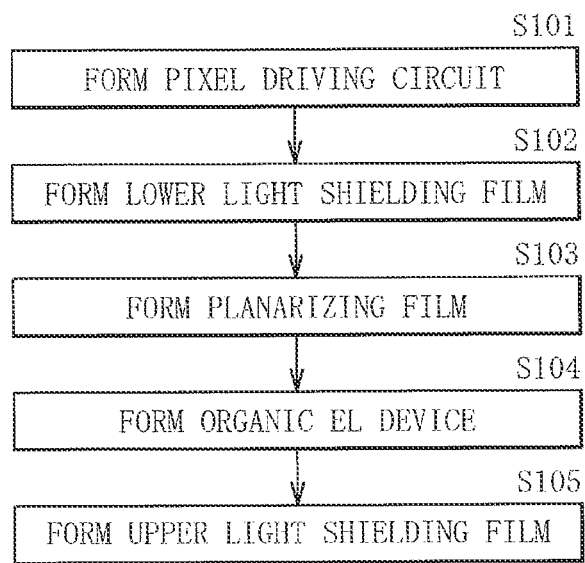 S101
FORM PIXEL DRIVING CIRCUIT
S102
FORM LOWER LIGHT SHIELDING FILM
S103
FORM PLANARIZING FILM
S104
FORM ORGANIC EL DEVICE
S105
FORM UPPER LIGHT SHIELDING FILM